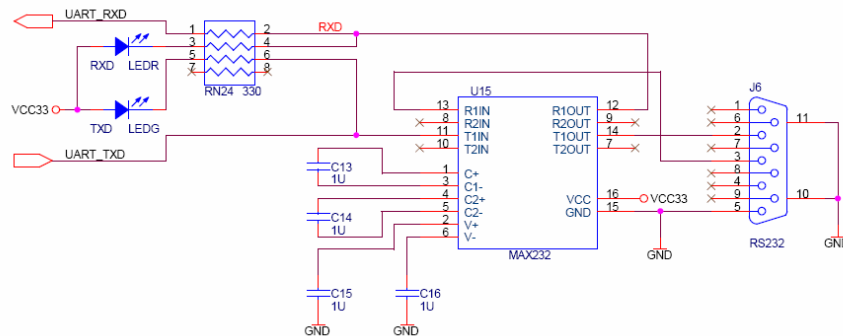 UART_RXD
1 2 RXD
3 4
5 6
7 8
RXD LEDR
RN24 330
VCC33
TXD LEDG
UART_TXD
U15
13 R1IN R1OUT 12
8 R2IN R2OUT 9
11 T1IN T1OUT 14
10 T2IN T2OUT 7
1 C+
3 C1-
4 C2+ VCC 16 VCC33
5 C2- GND 15
2 V+
6 V-
MAX232
GND
C13
1U
C14
1U
C15
1U
GND
C16
1U
GND
J6
1
6
2
7
3
8
4
9
5
11
10
RS232
GND